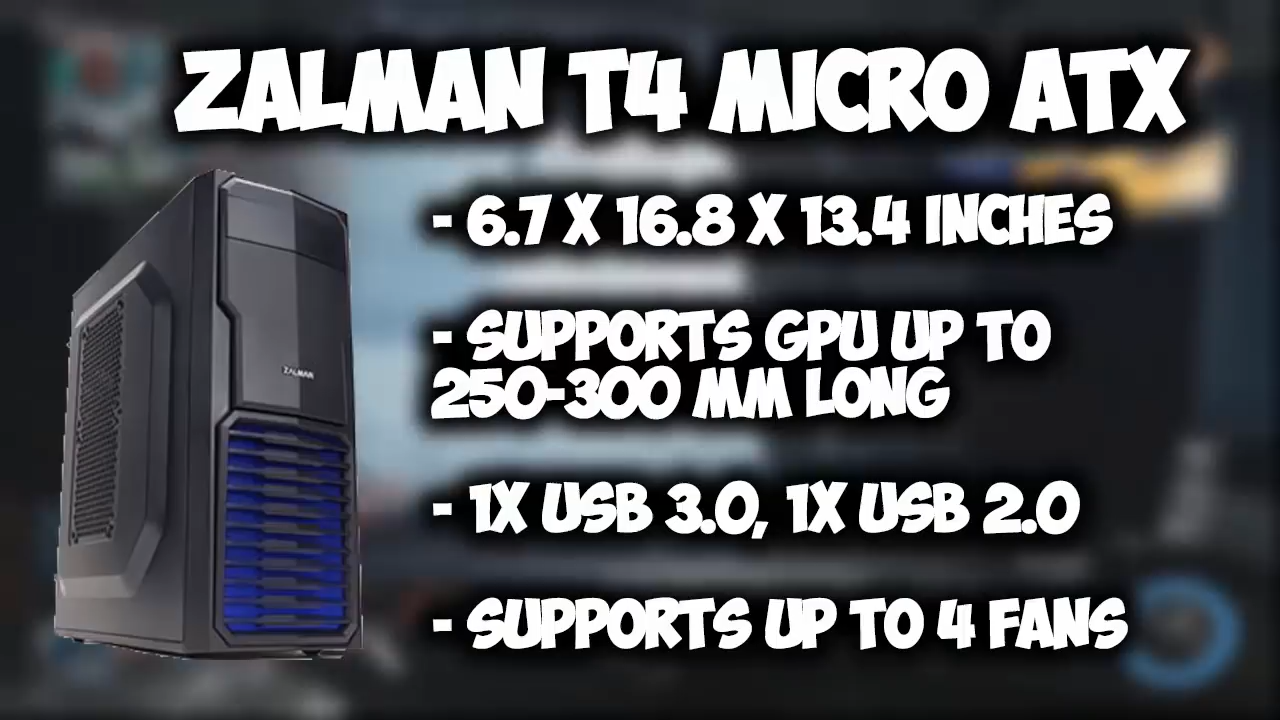 ZALMAN T4 MICRO ATX
- 6.7 X 16.8 X 13.4 INCHES
- SUPPORTS GPU UP TO
250-300 MM LONG
- 1X USB 3.0, 1X USB 2.0
- SUPPORTS UP TO 4 FANS
ZALMAN